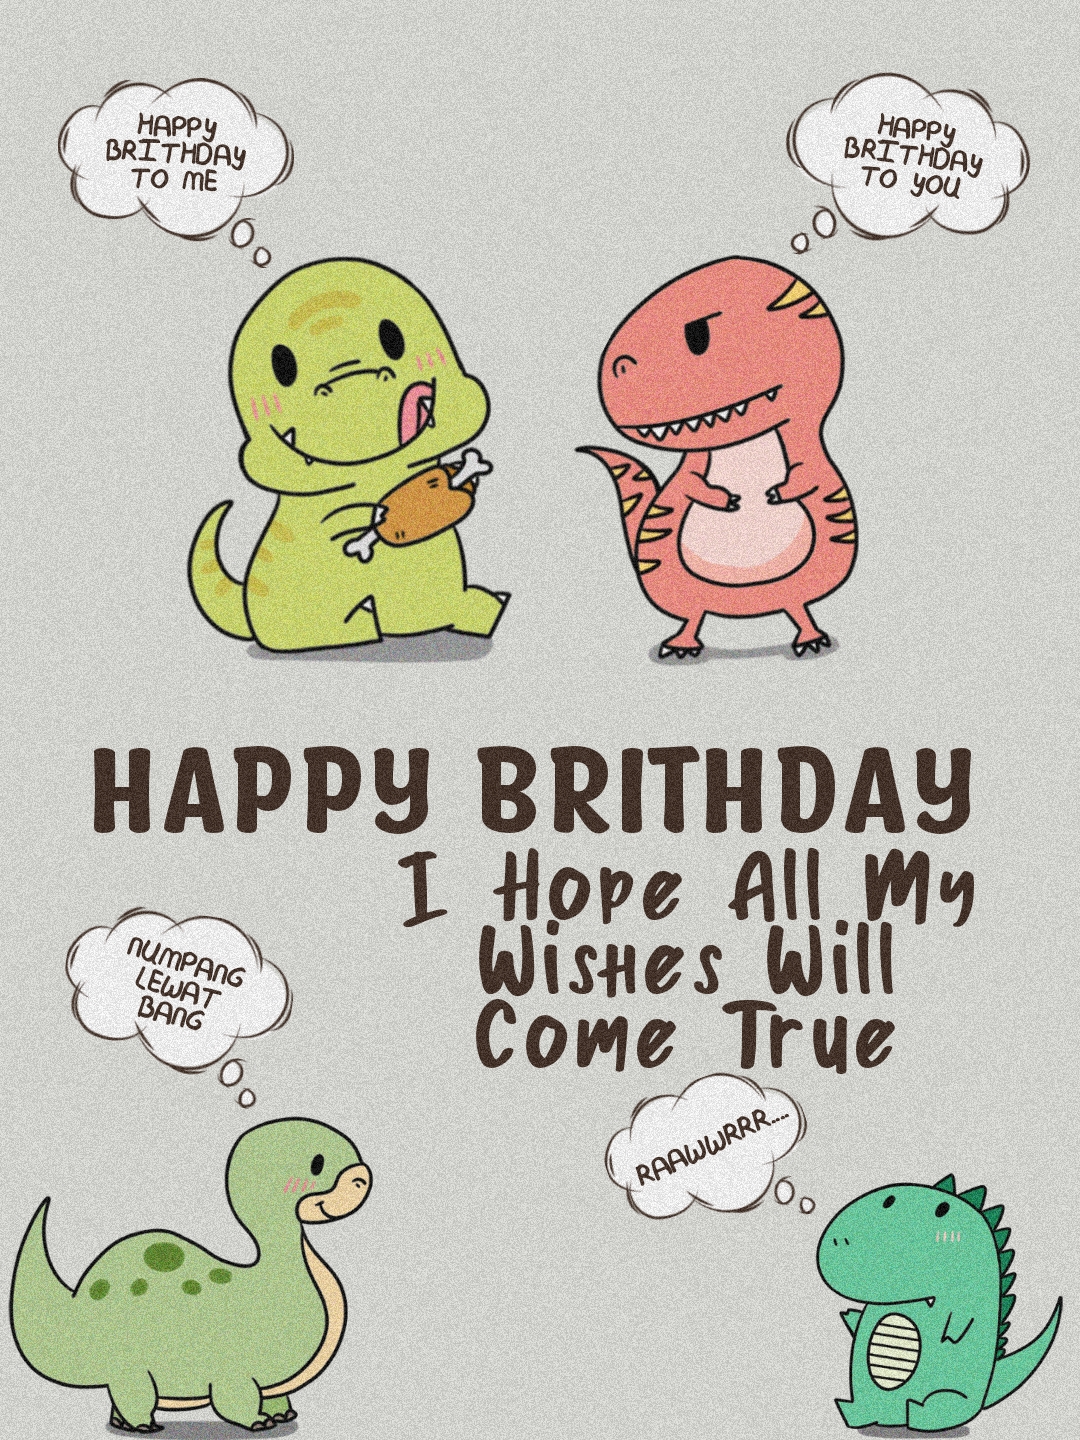 HAPPY
BRITHDAY
TO ME
HAPPY
BRITHDAY
TO YOU
HAPPY BRITHDAY
I Hope All My
Wishes Will
Come True
NUMPANG
LEWAT
BANG
RAAWWRRR....